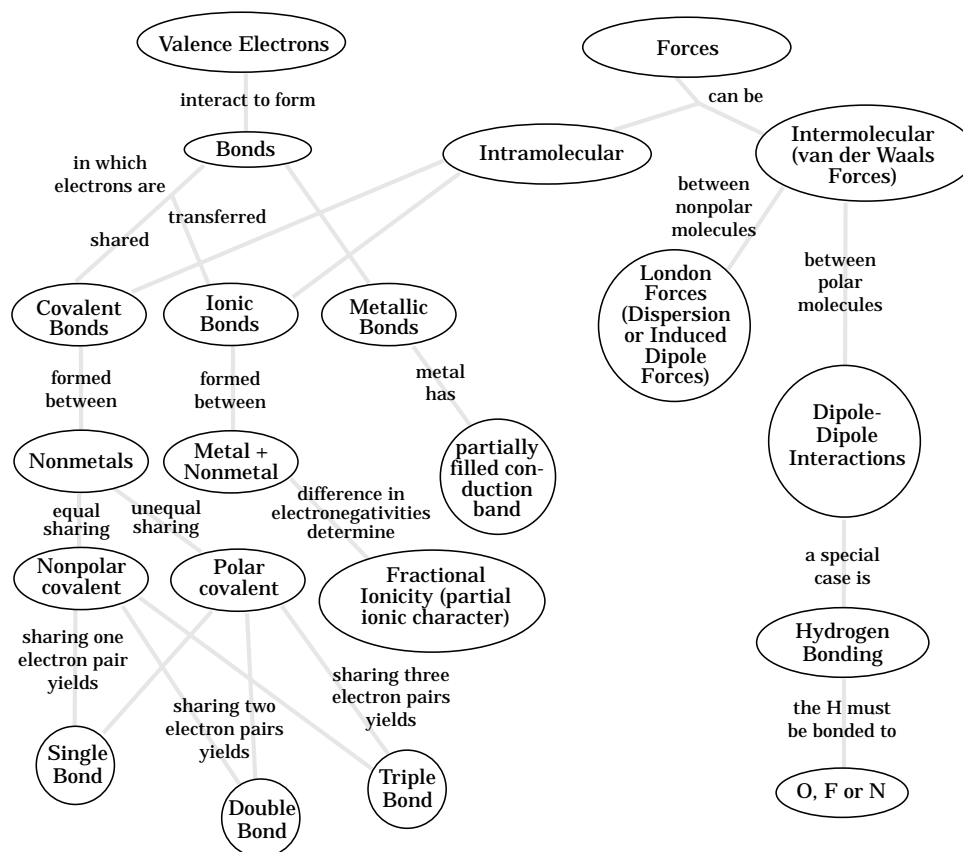 Valence Electrons
Forces
interact to form
can be
Bonds
Intramolecular
Intermolecular
(van der Waals
Forces)
in which
electrons are
transferred
shared
between
nonpolar
molecules
between
polar
molecules
Covalent
Bonds
Ionic
Bonds
Metallic
Bonds
London
Forces
(Dispersion
or Induced
Dipole
Forces)
formed
between
formed
between
metal
has
Dipole-
Dipole
Interactions
Nonmetals
Metal +
Nonmetal
partially
filled con-
duction
band
equal
sharing
unequal
sharing
difference in
electronegativities
determine
Nonpolar
covalent
Polar
covalent
Fractional
Ionicity (partial
ionic character)
a special
case is
Hydrogen
Bonding
sharing one
electron pair
yields
sharing two
electron pairs
yields
sharing three
electron pairs
yields
the H must
be bonded to
Single
Bond
Double
Bond
Triple
Bond
O, F or N